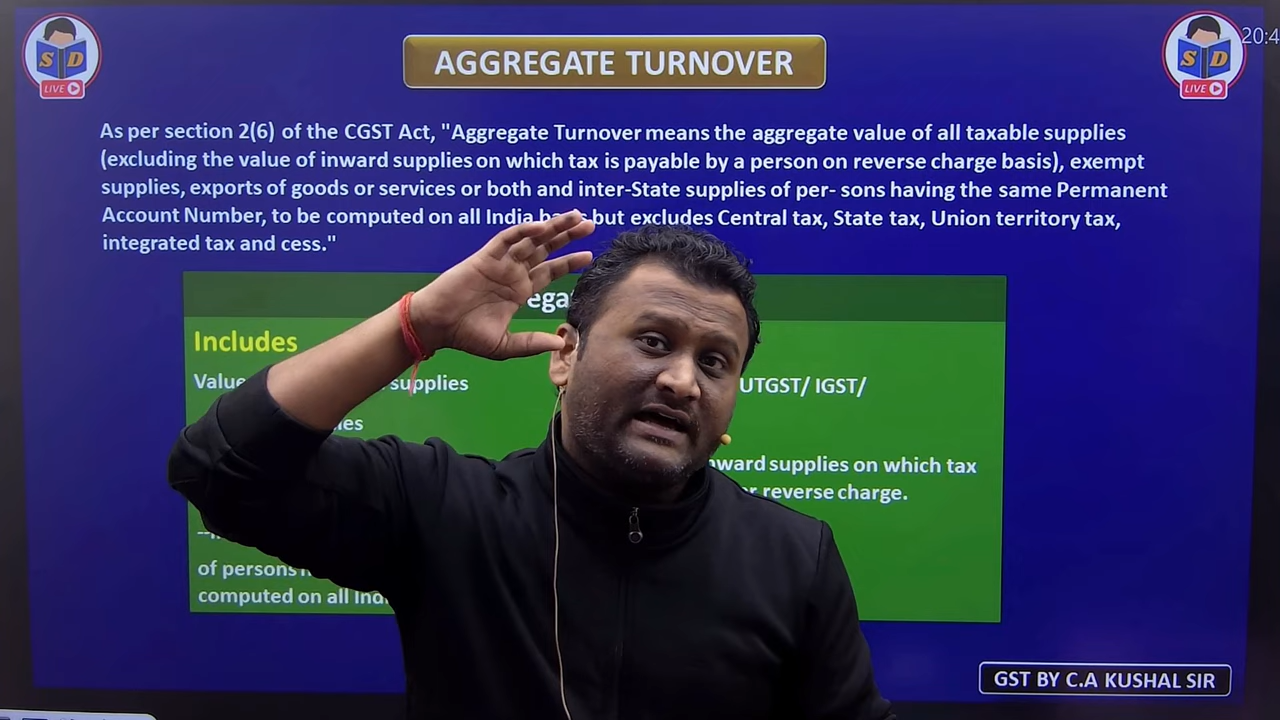 S D
LIVE
AGGREGATE TURNOVER
S D
LIVE
20:4
As per section 2(6) of the CGST Act, "Aggregate Turnover means the aggregate value of all taxable supplies
(excluding the value of inward supplies on which tax is payable by a person on reverse charge basis), exempt
supplies, exports of goods or services or both and inter-State supplies of per- sons having the same Permanent
Account Number, to be computed on all India but excludes Central tax, State tax, Union territory tax,
integrated tax and cess."
Includes
supplies
UTGST/ IGST/
supplies on which tax
reverse charge.
of persons
computed on all
GST BY C.A KUSHAL SIR